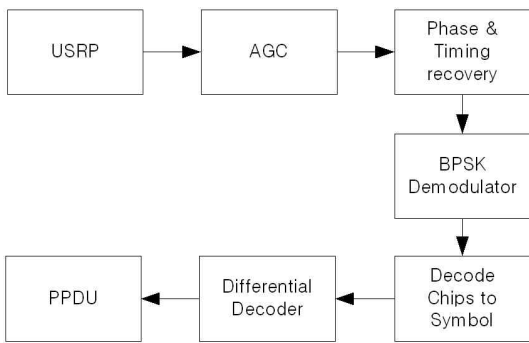 USRP
AGC
Phase &
Timing
recovery
BPSK
Demodulator
Decode
Chips to
Symbol
Differential
Decoder
PPDU